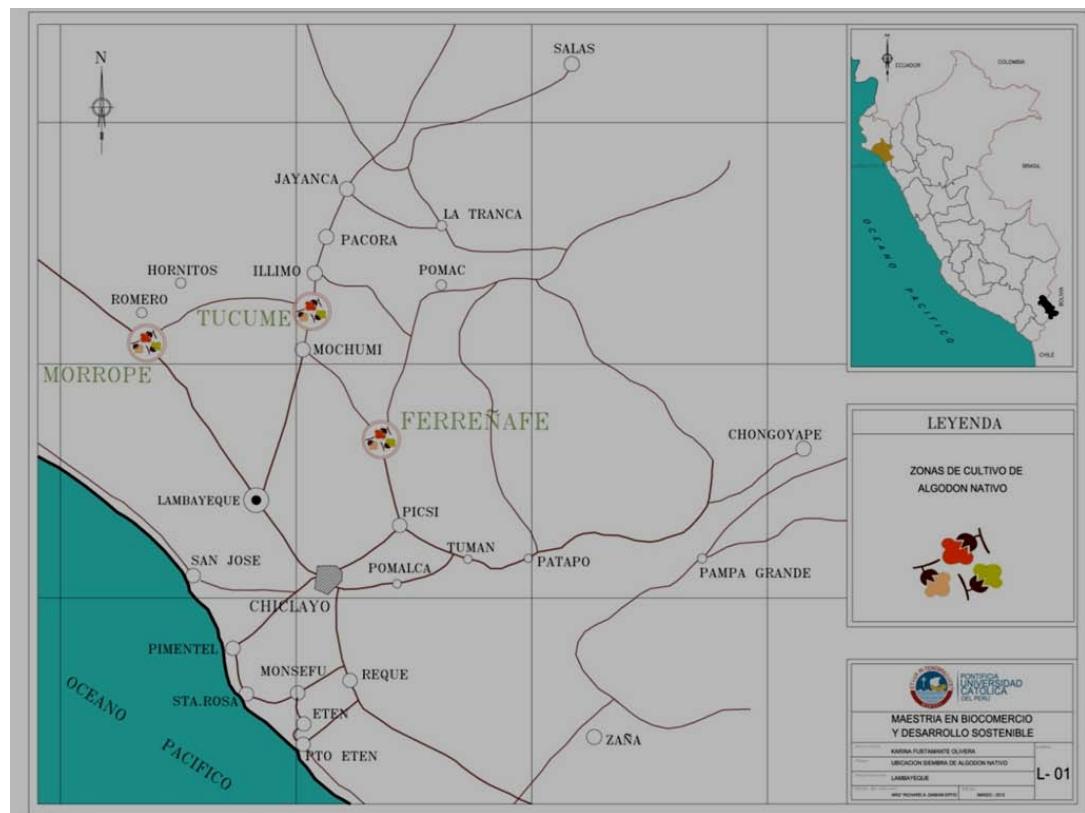 N
SALAS
JAYANCA
LA TRANCA
PACORA
HORNITOS
ILLIMO
POMAC
ROMERO
TUCUME
MOCHUMI
MORROPE
FERREÑAFE
CHONGOYAPE
LAMBAYEQUE
PICSI
SAN JOSE
TUMAN
PATAPO
POMALCA
PAMPA GRANDE
CHICLAYO
PIMENTEL
MONSEFU
REQUE
STA.ROSA
ETEN
PTO ETEN
ZAÑA
OCEANO
PACIFICO
ECUADOR
COLOMBIA
BRASIL
OCEANO
PACIFICO
BOLIVIA
CHILE
LEYENDA
ZONAS DE CULTIVO DE
ALGODON NATIVO
PONTIFICIA
UNIVERSIDAD
CATÓLICA
DEL PERÚ
MAESTRIA EN BIOCOMERCIO
Y DESARROLLO SOSTENIBLE
KARINA FUSTAMANTE OLIVERA
UBICACION SIEMBRA DE ALGODON NATIVO
LAMBAYEQUE
L- 01